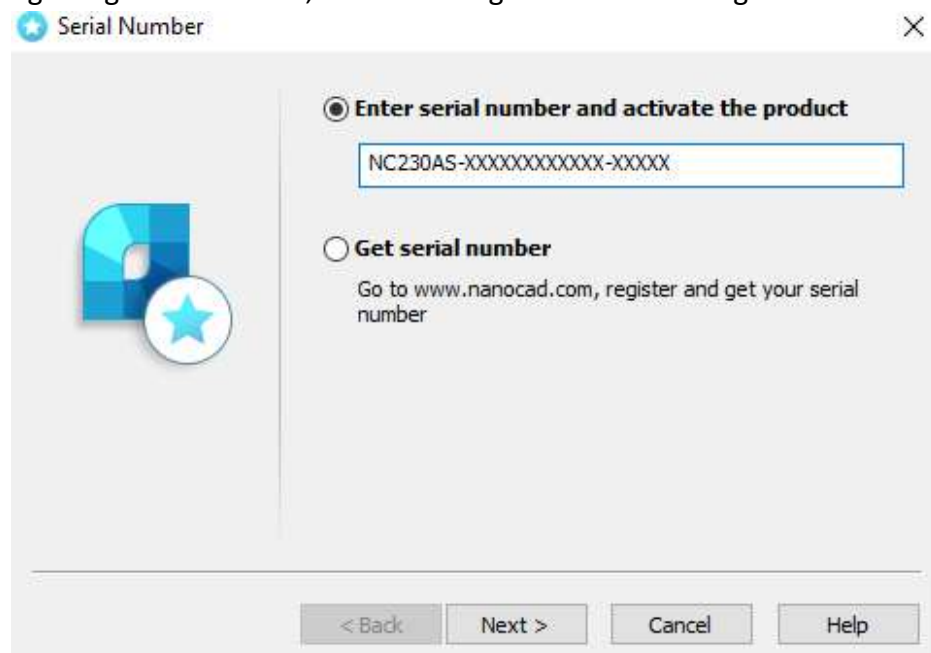 Serial Number
Enter serial number and activate the product
NC230AS-XXXXXXXXXXXX-XXXXX
Get serial number
Go to www.nanocad.com, register and get your serial
number
< Back Next > Cancel Help